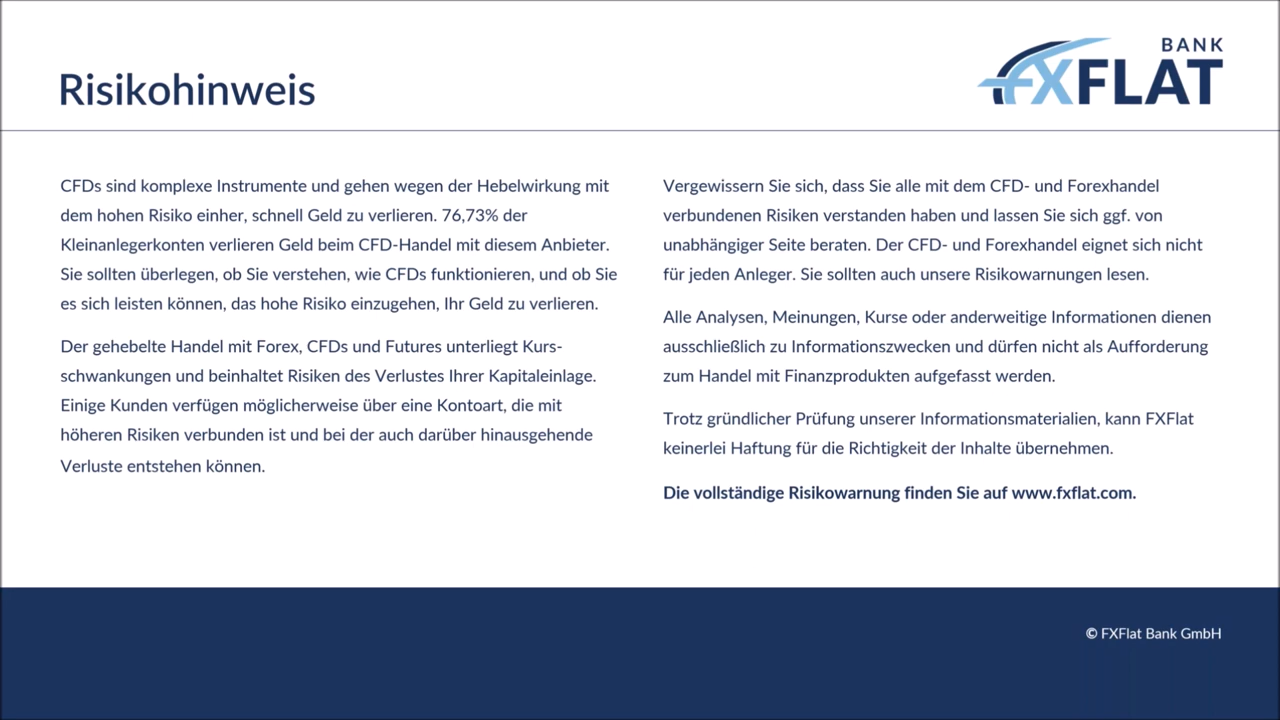 Risikohinweis
BANK
FXFLAT
CFDs sind komplexe Instrumente und gehen wegen der Hebelwirkung mit
dem hohen Risiko einher, schnell Geld zu verlieren. 76,73% der
Kleinanlegerkonten verlieren Geld beim CFD-Handel mit diesem Anbieter.
Sie sollten überlegen, ob Sie verstehen, wie CFDs funktionieren, und ob Sie
es sich leisten können, das hohe Risiko einzugehen, Ihr Geld zu verlieren.
Der gehebelte Handel mit Forex, CFDs und Futures unterliegt Kurs-
schwankungen und beinhaltet Risiken des Verlustes Ihrer Kapitaleinlage.
Einige Kunden verfügen möglicherweise über eine Kontoart, die mit
höheren Risiken verbunden ist und bei der auch darüber hinausgehende
Verluste entstehen können.
Vergewissern Sie sich, dass Sie alle mit dem CFD- und Forexhandel
verbundenen Risiken verstanden haben und lassen Sie sich ggf. von
unabhängiger Seite beraten. Der CFD- und Forexhandel eignet sich nicht
für jeden Anleger. Sie sollten auch unsere Risikowarnungen lesen.
Alle Analysen, Meinungen, Kurse oder anderweitige Informationen dienen
ausschließlich zu Informationszwecken und dürfen nicht als Aufforderung
zum Handel mit Finanzprodukten aufgefasst werden.
Trotz gründlicher Prüfung unserer Informationsmaterialien, kann FXFlat
keinerlei Haftung für die Richtigkeit der Inhalte übernehmen.
Die vollständige Risikowarnung finden Sie auf www.fxflat.com.
© FXFlat Bank GmbH